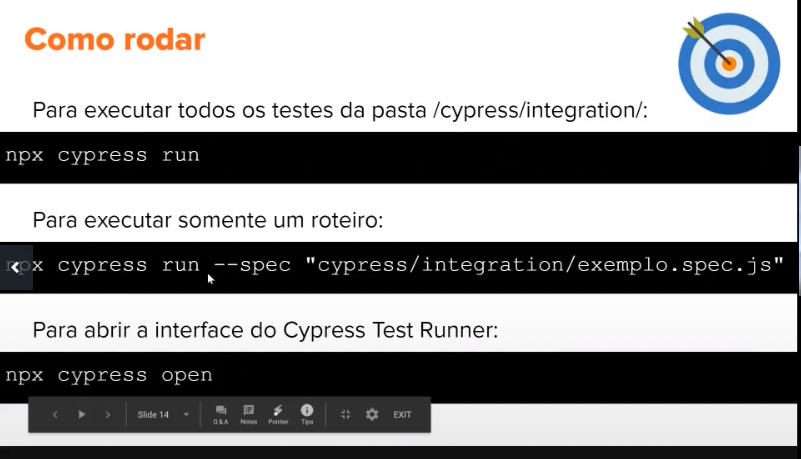 Como rodar
Para executar todos os testes da pasta /cypress/integration/:
npx cypress run
Para executar somente um roteiro:
npx cypress run --spec "cypress/integration/exemplo.spec.js"
Para abrir a interface do Cypress Test Runner:
npx cypress open
Slide 14
Q&A Notes Pointer Tips
EXIT